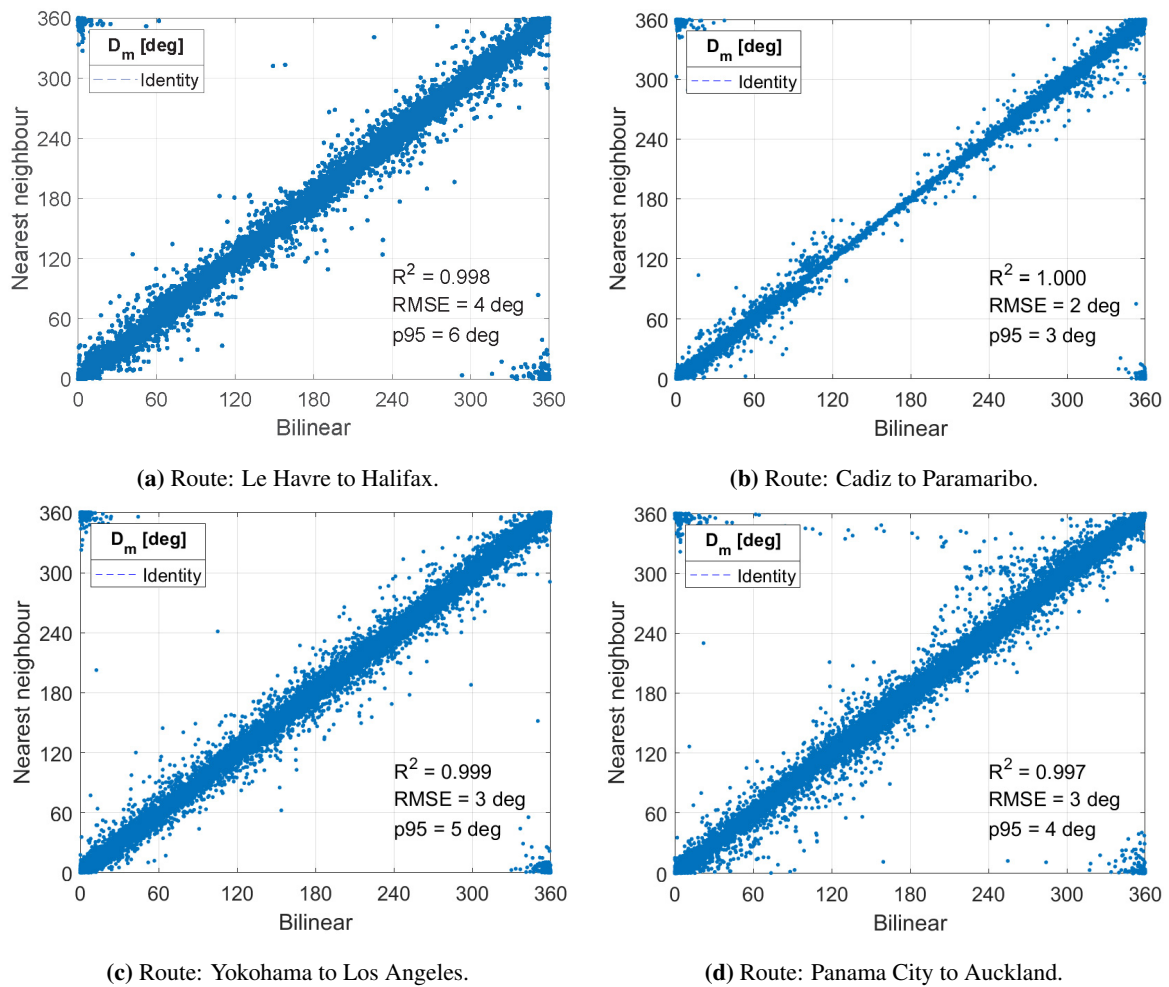 360
300
240
180
120
60
0
Nearest neighbour
D_m [deg]
Identity
R^2 = 0.998
RMSE = 4 deg
p95 = 6 deg
0 60 120 180 240 300 360
Bilinear
(a) Route: Le Havre to Halifax.
360
300
240
180
120
60
0
Nearest neighbour
D_m [deg]
Identity
R^2 = 1.000
RMSE = 2 deg
p95 = 3 deg
0 60 120 180 240 300 360
Bilinear
(b) Route: Cadiz to Paramaribo.
360
300
240
180
120
60
0
Nearest neighbour
D_m [deg]
Identity
R^2 = 0.999
RMSE = 3 deg
p95 = 5 deg
0 60 120 180 240 300 360
Bilinear
(c) Route: Yokohama to Los Angeles.
360
300
240
180
120
60
0
Nearest neighbour
D_m [deg]
Identity
R^2 = 0.997
RMSE = 3 deg
p95 = 4 deg
0 60 120 180 240 300 360
Bilinear
(d) Route: Panama City to Auckland.